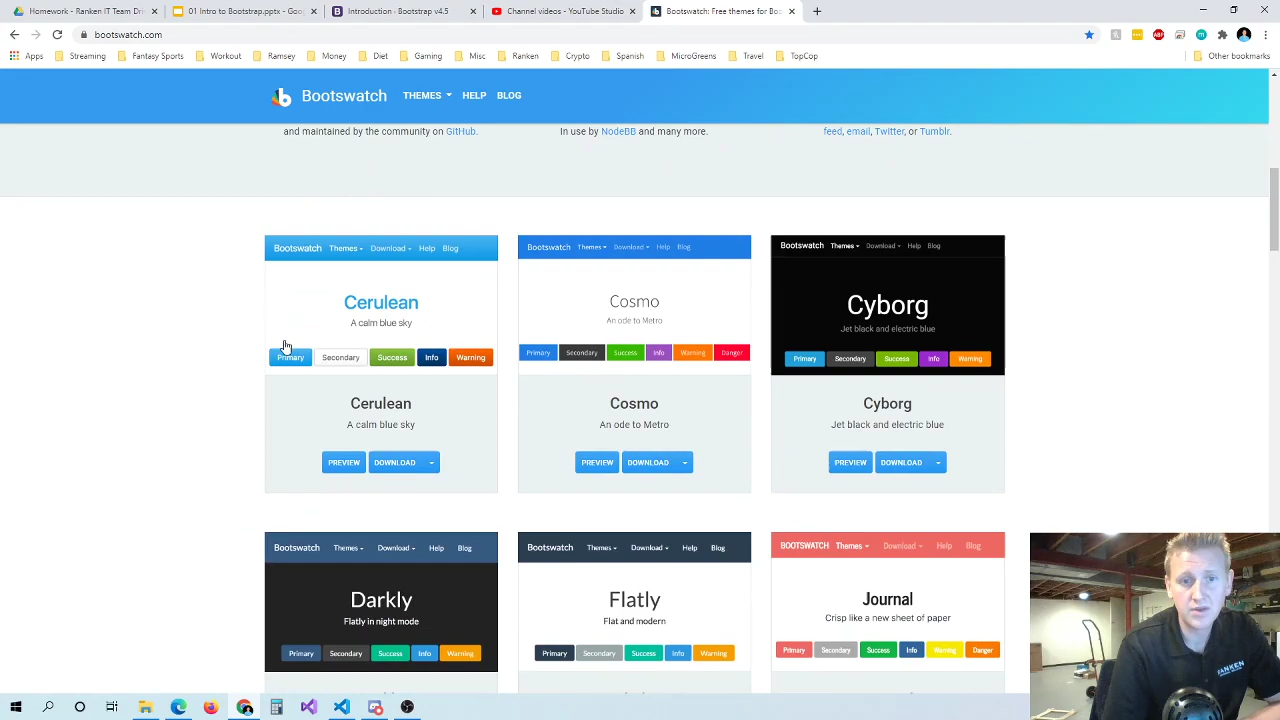 Homework - Ranken IT Team Dri
01 Intro to Bootstrap.pptx - Goog
Introduction · Bootstrap v4.5
Channel videos - YouTube Studio
Bootswatch: Free themes for Boo
bootswatch.com
Apps Streaming Fantasy Sports Workout Ramsey Money Diet Gaming Misc Ranken Crypto Spanish MicroGreens Travel TopCop Other bookmarks
Bootswatch THEMES HELP BLOG
and maintained by the community on GitHub.
In use by NodeBB and many more.
feed, email, Twitter, or Tumblr.
Bootswatch Themes Download Help Blog
Cerulean
A calm blue sky
Primary Secondary Success Info Warning
Cerulean
A calm blue sky
PREVIEW DOWNLOAD
Bootswatch Themes Download Help Blog
Cosmo
An ode to Metro
Primary Secondary Success Info Warning Danger
Cosmo
An ode to Metro
PREVIEW DOWNLOAD
Bootswatch Themes Download Help Blog
Cyborg
Jet black and electric blue
Primary Secondary Success Info Warning
Cyborg
Jet black and electric blue
PREVIEW DOWNLOAD
Bootswatch Themes Download Help Blog
Darkly
Flatly in night mode
Primary Secondary Success Info Warning
Bootswatch Themes Download Help Blog
Flatly
Flat and modern
Primary Secondary Success Info Warning
BOOTSWATCH Themes Download Help Blog
Journal
Crisp like a new sheet of paper
Primary Secondary Success Info Warning Danger
RANKEN